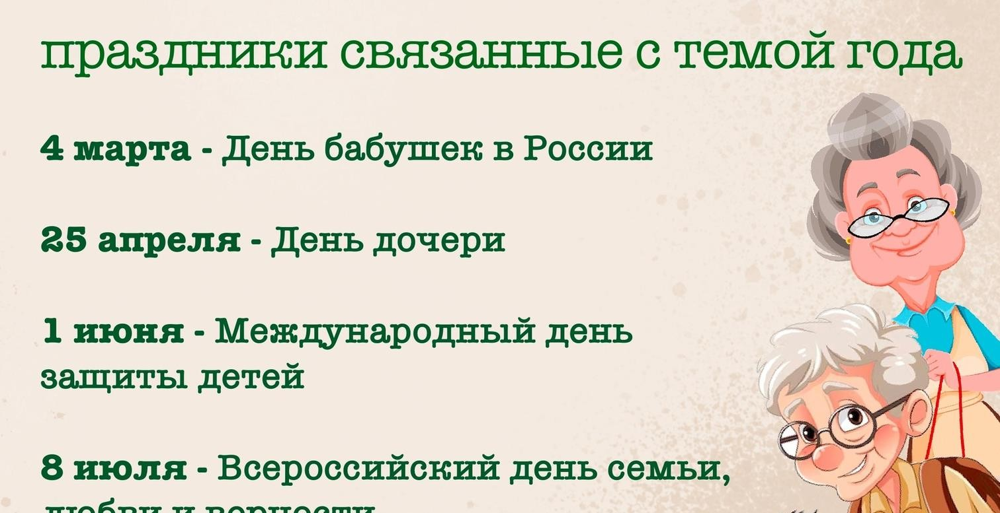 праздники связанные с темой года
4 марта - День бабушек в России
25 апреля - День дочери
1 июня - Международный день
защиты детей
8 июля - Всероссийский день семьи,
любви и верности